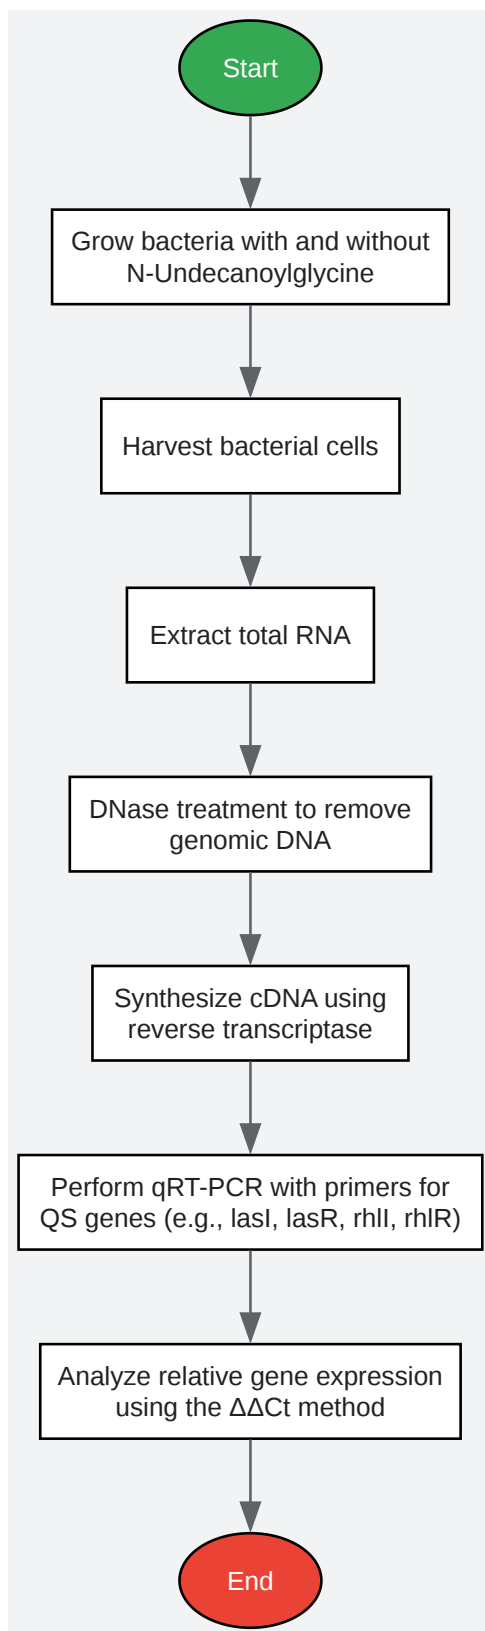 Start
Grow bacteria with and without
N-Undecanoylglycine
Harvest bacterial cells
Extract total RNA
DNase treatment to remove
genomic DNA
Synthesize cDNA using
reverse transcriptase
Perform qRT-PCR with primers for
QS genes (e.g., lasI, lasR, rhlI, rhlR)
Analyze relative gene expression
using the ΔΔCt method
End